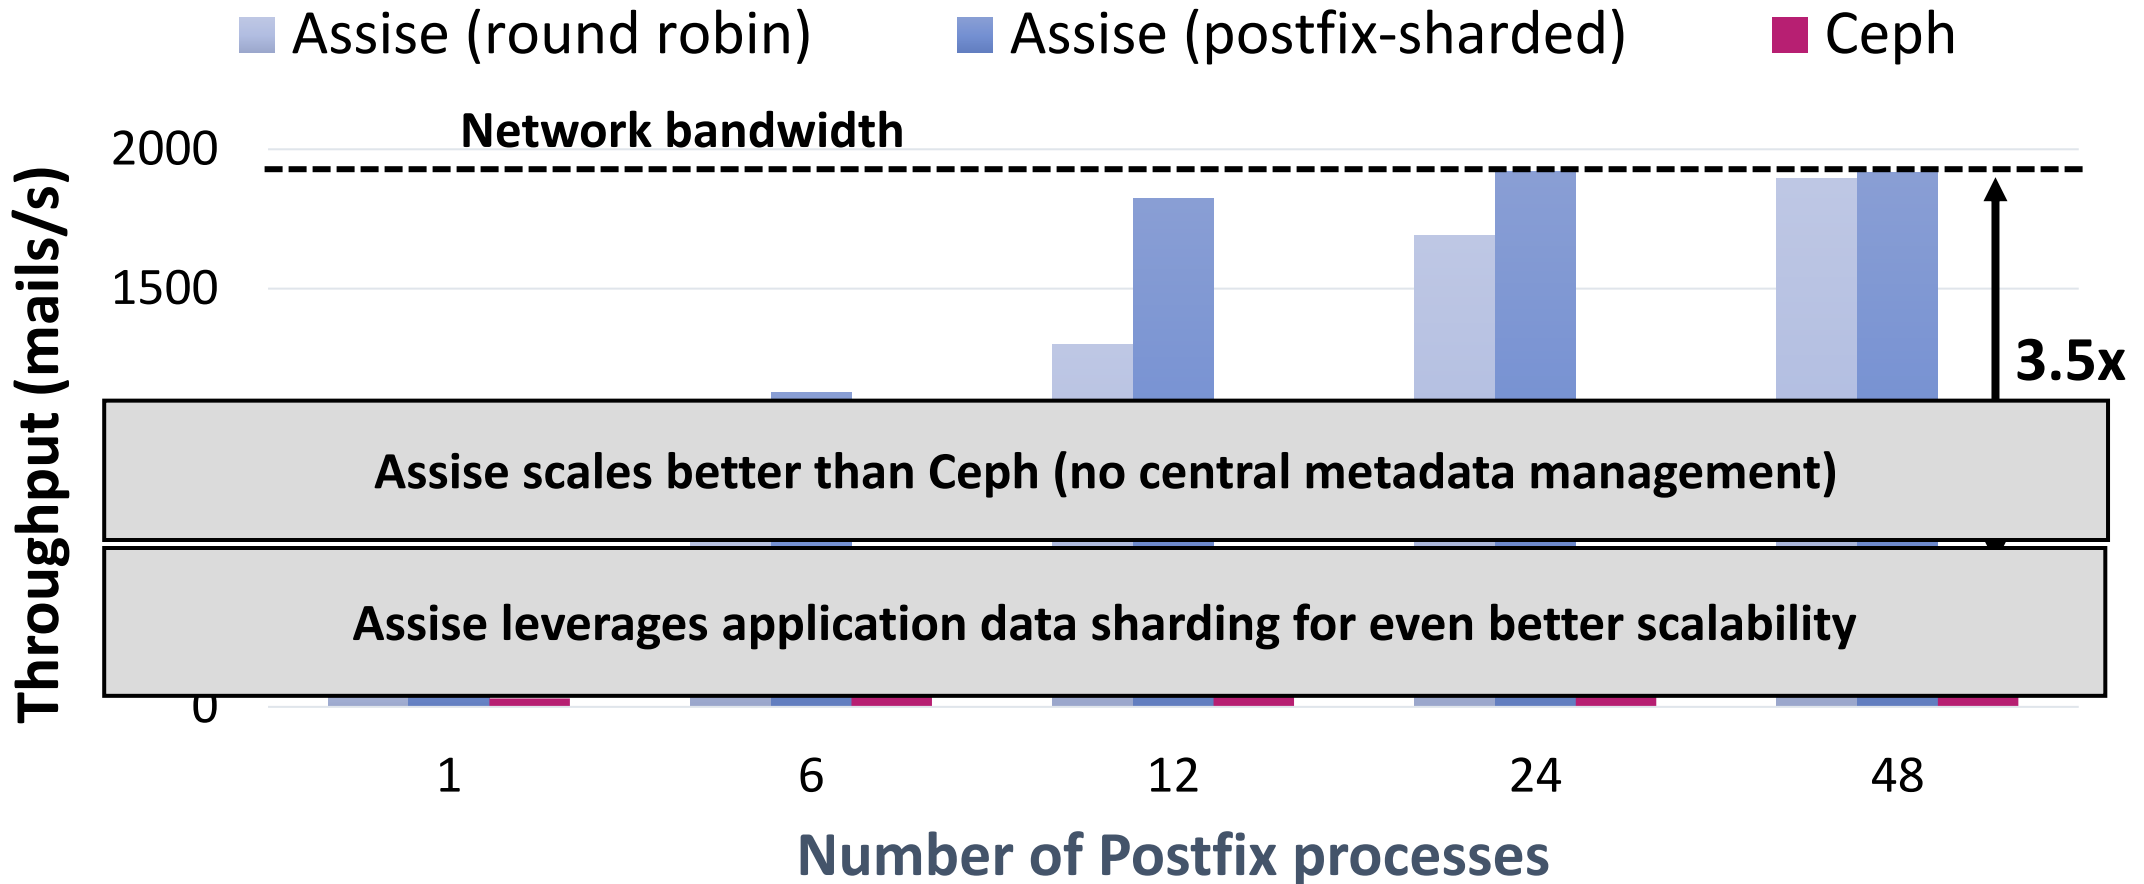 Assise (round robin) Assise (postfix-sharded) Ceph
Network bandwidth
2000
1500
3.5x
Throughput (mails/s)
Assise scales better than Ceph (no central metadata management)
Assise leverages application data sharding for even better scalability
0
1 6 12 24 48
Number of Postfix processes